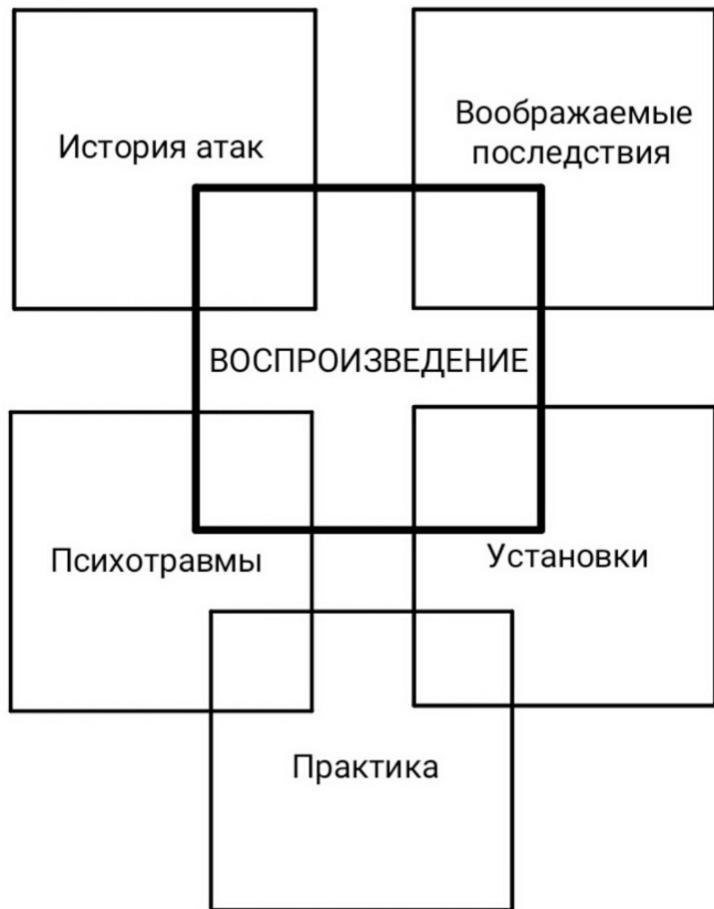 История атак
Воображаемые
последствия
ВОСПРОИЗВЕДЕНИЕ
Психотравмы
Установки
Практика